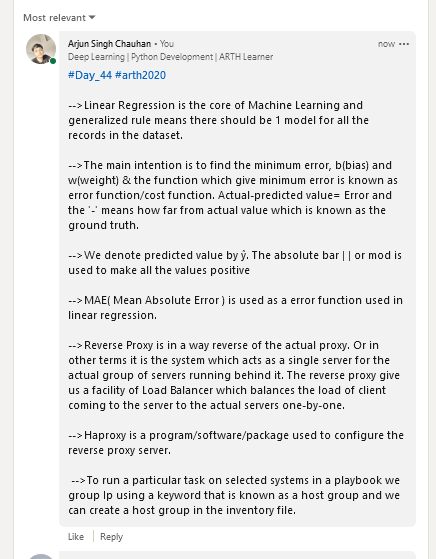 Most relevant
Arjun Singh Chauhan • You
now •••
Deep Learning | Python Development | ARTH Learner
#Day_44 #arth2020
-->Linear Regression is the core of Machine Learning and
generalized rule means there should be 1 model for all the
records in the dataset.
-->The main intention is to find the minimum error, b(bias) and
w(weight) & the function which give minimum error is known as
error function/cost function. Actual-predicted value= Error and
the '-' means how far from actual value which is known as the
ground truth.
-->We denote predicted value by ŷ. The absolute bar | | or mod is
used to make all the values positive
-->MAE( Mean Absolute Error ) is used as a error function used in
linear regression.
-->Reverse Proxy is in a way reverse of the actual proxy. Or in
other terms it is the system which acts as a single server for the
actual group of servers running behind it. The reverse proxy give
us a facility of Load Balancer which balances the load of client
coming to the server to the actual servers one-by-one.
-->Haproxy is a program/software/package used to configure the
reverse proxy server.
-->To run a particular task on selected systems in a playbook we
group Ip using a keyword that is known as a host group and we
can create a host group in the inventory file.
Like | Reply